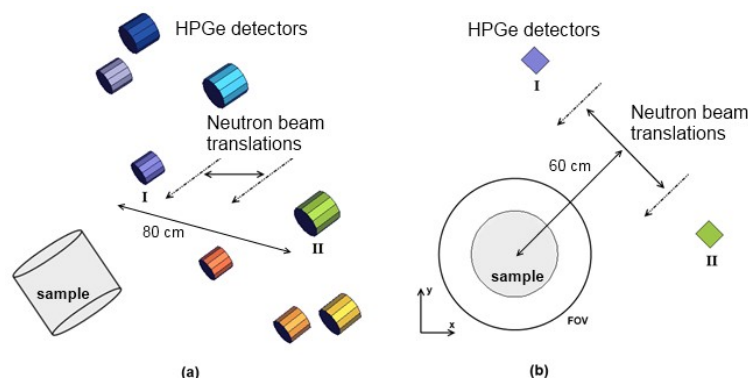 HPGe detectors
Neutron beam
translations
I
80 cm
II
sample
(a)
HPGe detectors
I
Neutron beam
translations
60 cm
II
sample
y
x
FOV
(b)